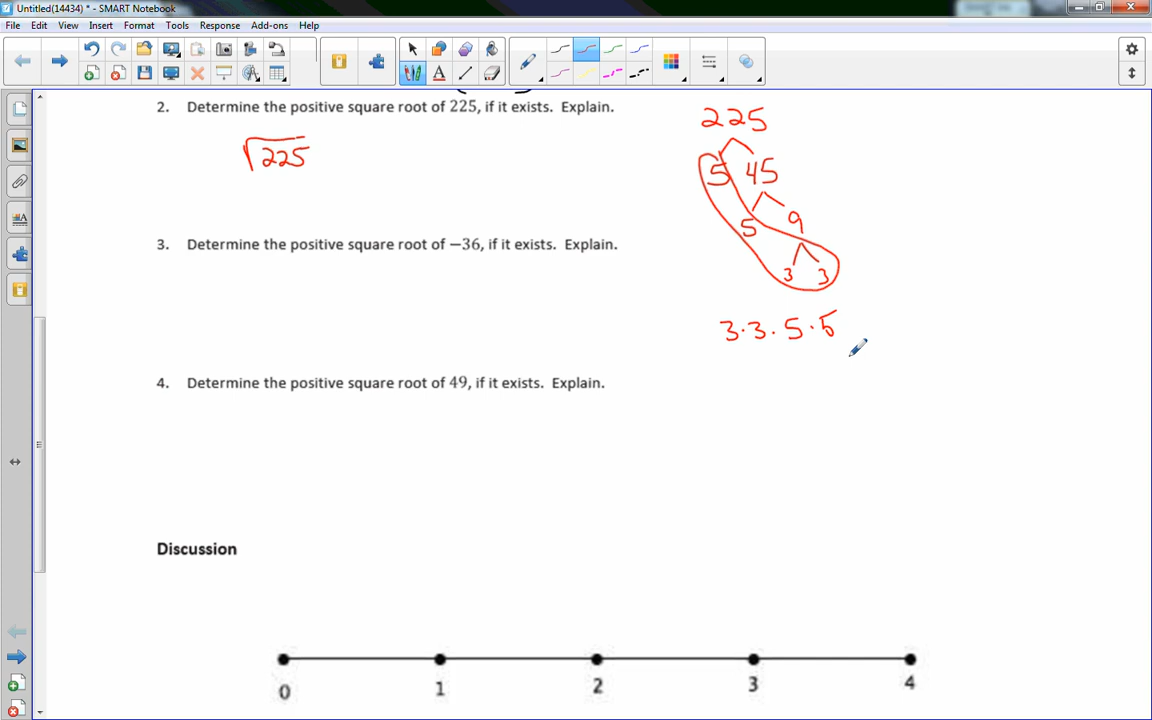 Untitled(14434) * - SMART Notebook
File Edit View Insert Format Tools Response Add-ons Help
2. Determine the positive square root of 225, if it exists. Explain.
√225
225
5 45
5 9
3 3
3·3·5·5
3. Determine the positive square root of −36, if it exists. Explain.
4. Determine the positive square root of 49, if it exists. Explain.
Discussion
0 1 2 3 4